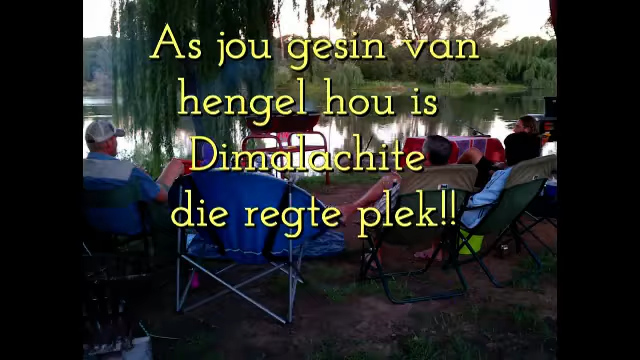 As jou gesin van
hengel hou is
Dimalachite
die regte plek!!